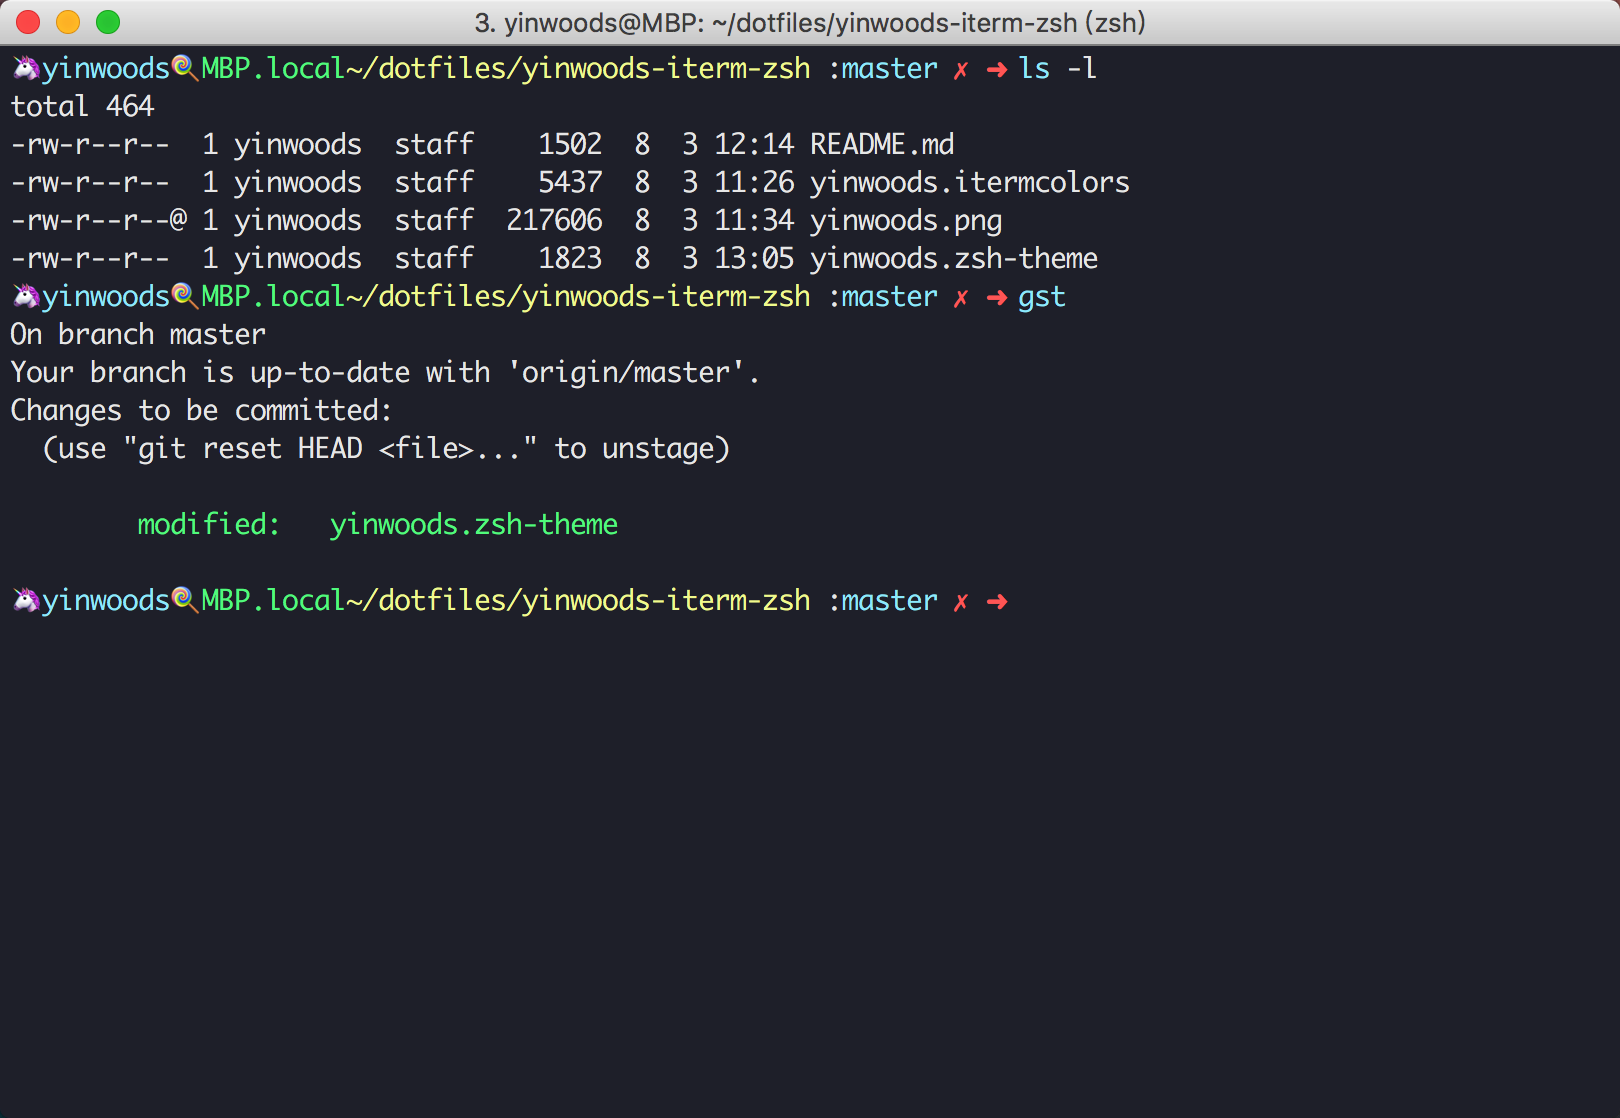 3. yinwoods@MBP: ~/dotfiles/yinwoods-iterm-zsh (zsh)
🦄yinwoods🍭MBP.local~/dotfiles/yinwoods-iterm-zsh :master ✗ ➜ ls -l
total 464
-rw-r--r--  1 yinwoods  staff    1502  8  3 12:14 README.md
-rw-r--r--  1 yinwoods  staff    5437  8  3 11:26 yinwoods.itermcolors
-rw-r--r--@ 1 yinwoods  staff  217606  8  3 11:34 yinwoods.png
-rw-r--r--  1 yinwoods  staff    1823  8  3 13:05 yinwoods.zsh-theme
🦄yinwoods🍭MBP.local~/dotfiles/yinwoods-iterm-zsh :master ✗ ➜ gst
On branch master
Your branch is up-to-date with 'origin/master'.
Changes to be committed:
  (use "git reset HEAD <file>..." to unstage)
        modified:   yinwoods.zsh-theme
🦄yinwoods🍭MBP.local~/dotfiles/yinwoods-iterm-zsh :master ✗ ➜